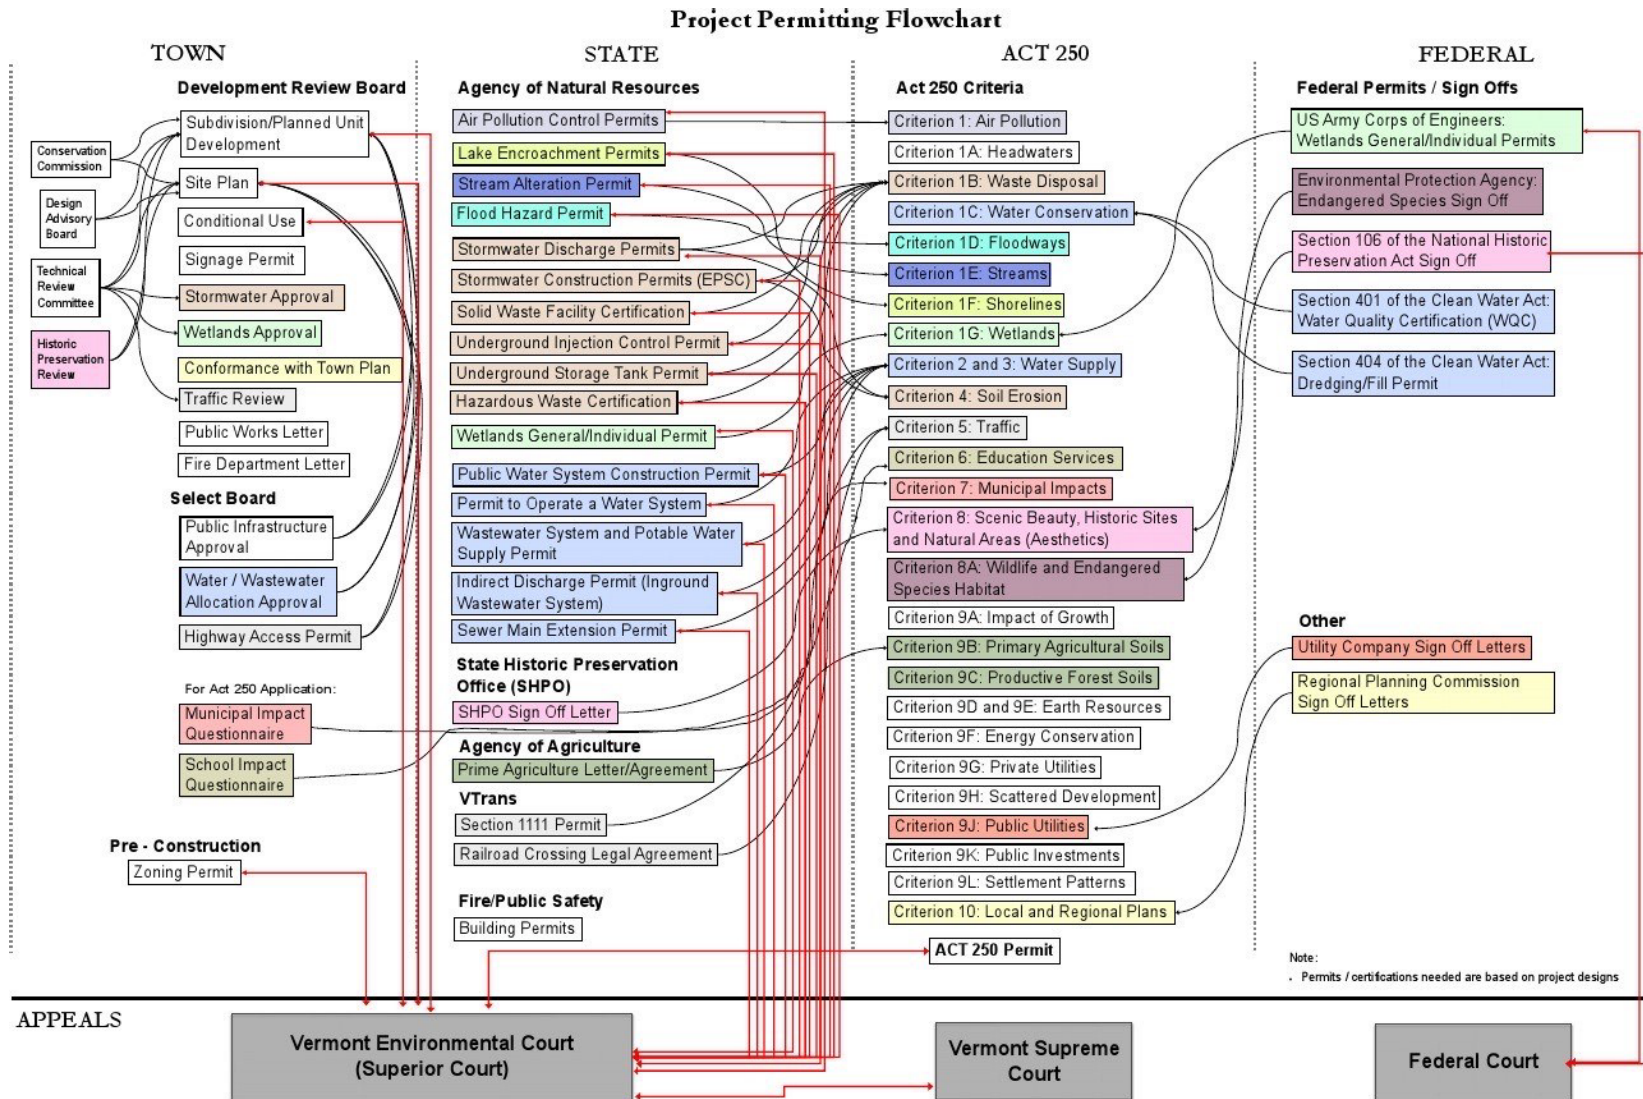 Project Permitting Flowchart
TOWN
STATE
ACT 250
FEDERAL
Development Review Board
Subdivision/Planned Unit
Development
Conservation
Commission
Site Plan
Design
Advisory
Board
Conditional Use
Signage Permit
Technical
Review
Committee
Stormwater Approval
Wetlands Approval
Historic
Preservation
Review
Conformance with Town Plan
Traffic Review
Public Works Letter
Fire Department Letter
Select Board
Public Infrastructure
Approval
Water / Wastewater
Allocation Approval
Highway Access Permit
For Act 250 Application:
Municipal Impact
Questionnaire
School Impact
Questionnaire
Pre - Construction
Zoning Permit
Agency of Natural Resources
Air Pollution Control Permits
Lake Encroachment Permits
Stream Alteration Permit
Flood Hazard Permit
Stormwater Discharge Permits
Stormwater Construction Permits (EPSC)
Solid Waste Facility Certification
Underground Injection Control Permit
Underground Storage Tank Permit
Hazardous Waste Certification
Wetlands General/Individual Permit
Public Water System Construction Permit
Permit to Operate a Water System
Wastewater System and Potable Water
Supply Permit
Indirect Discharge Permit (Inground
Wastewater System)
Sewer Main Extension Permit
State Historic Preservation
Office (SHPO)
SHPO Sign Off Letter
Agency of Agriculture
Prime Agriculture Letter/Agreement
VTrans
Section 1111 Permit
Railroad Crossing Legal Agreement
Fire/Public Safety
Building Permits
Act 250 Criteria
Criterion 1: Air Pollution
Criterion 1A: Headwaters
Criterion 1B: Waste Disposal
Criterion 1C: Water Conservation
Criterion 1D: Floodways
Criterion 1E: Streams
Criterion 1F: Shorelines
Criterion 1G: Wetlands
Criterion 2 and 3: Water Supply
Criterion 4: Soil Erosion
Criterion 5: Traffic
Criterion 6: Education Services
Criterion 7: Municipal Impacts
Criterion 8: Scenic Beauty, Historic Sites
and Natural Areas (Aesthetics)
Criterion 8A: Wildlife and Endangered
Species Habitat
Criterion 9A: Impact of Growth
Criterion 9B: Primary Agricultural Soils
Criterion 9C: Productive Forest Soils
Criterion 9D and 9E: Earth Resources
Criterion 9F: Energy Conservation
Criterion 9G: Private Utilities
Criterion 9H: Scattered Development
Criterion 9J: Public Utilities
Criterion 9K: Public Investments
Criterion 9L: Settlement Patterns
Criterion 10: Local and Regional Plans
ACT 250 Permit
Federal Permits / Sign Offs
US Army Corps of Engineers:
Wetlands General/Individual Permits
Environmental Protection Agency:
Endangered Species Sign Off
Section 106 of the National Historic
Preservation Act Sign Off
Section 401 of the Clean Water Act:
Water Quality Certification (WQC)
Section 404 of the Clean Water Act:
Dredging/Fill Permit
Other
Utility Company Sign Off Letters
Regional Planning Commission
Sign Off Letters
Note:
. Permits / certifications needed are based on project designs
APPEALS
Vermont Environmental Court
(Superior Court)
Vermont Supreme
Court
Federal Court